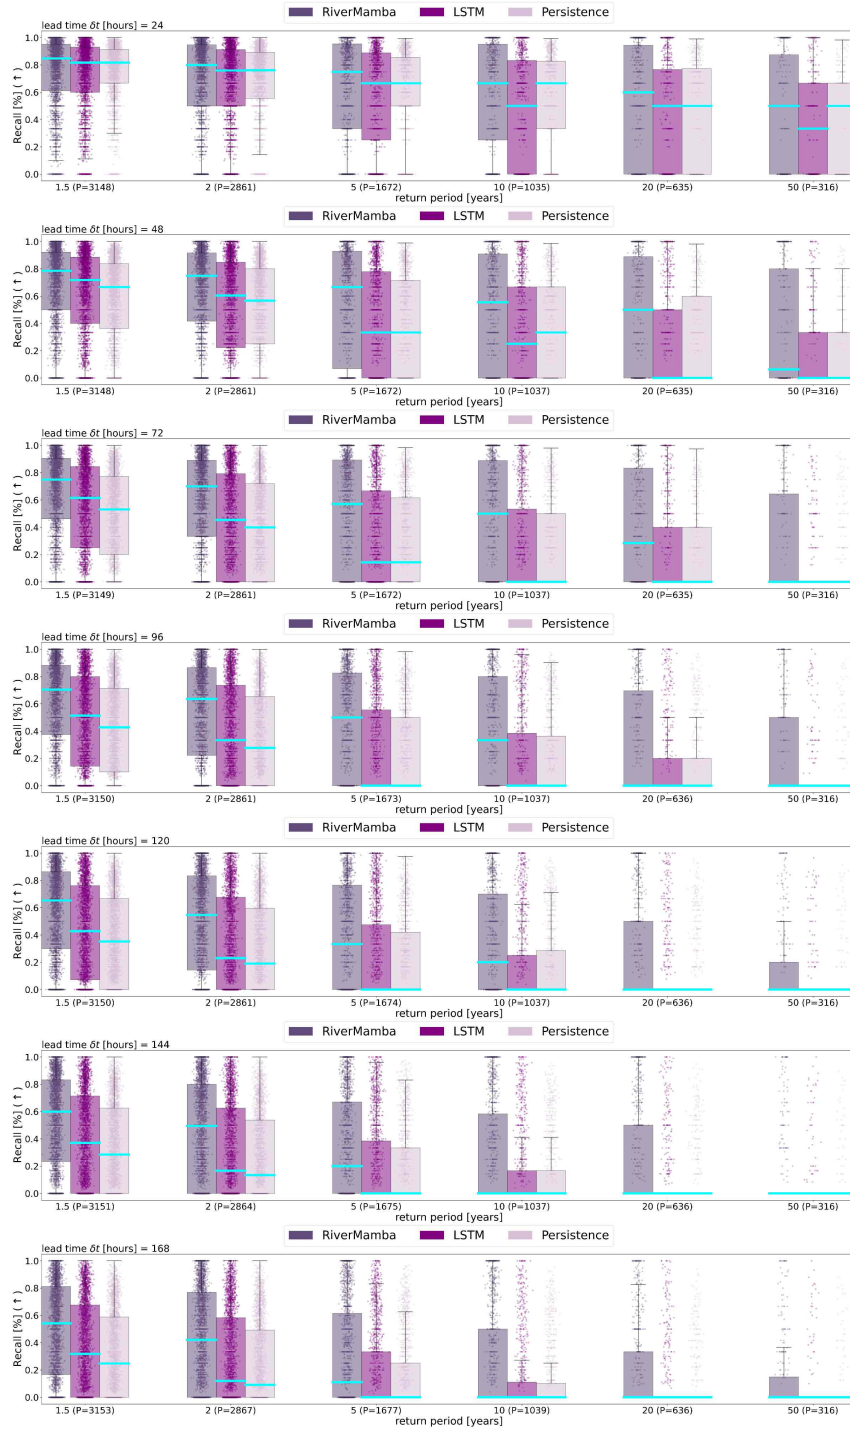 RiverMamba LSTM Persistence
lead time δt [hours] = 24
Recall [%] (↑)
1.0
0.8
0.6
0.4
0.2
0.0
1.5 (P=3148) 2 (P=2861) 5 (P=1672) 10 (P=1035) 20 (P=635) 50 (P=316)
return period [years]
RiverMamba LSTM Persistence
lead time δt [hours] = 48
Recall [%] (↑)
1.0
0.8
0.6
0.4
0.2
0.0
1.5 (P=3148) 2 (P=2861) 5 (P=1672) 10 (P=1037) 20 (P=635) 50 (P=316)
return period [years]
RiverMamba LSTM Persistence
lead time δt [hours] = 72
Recall [%] (↑)
1.0
0.8
0.6
0.4
0.2
0.0
1.5 (P=3149) 2 (P=2861) 5 (P=1672) 10 (P=1037) 20 (P=635) 50 (P=316)
return period [years]
RiverMamba LSTM Persistence
lead time δt [hours] = 96
Recall [%] (↑)
1.0
0.8
0.6
0.4
0.2
0.0
1.5 (P=3150) 2 (P=2861) 5 (P=1673) 10 (P=1037) 20 (P=636) 50 (P=316)
return period [years]
RiverMamba LSTM Persistence
lead time δt [hours] = 120
Recall [%] (↑)
1.0
0.8
0.6
0.4
0.2
0.0
1.5 (P=3150) 2 (P=2861) 5 (P=1674) 10 (P=1037) 20 (P=636) 50 (P=316)
return period [years]
RiverMamba LSTM Persistence
lead time δt [hours] = 144
Recall [%] (↑)
1.0
0.8
0.6
0.4
0.2
0.0
1.5 (P=3151) 2 (P=2864) 5 (P=1675) 10 (P=1037) 20 (P=636) 50 (P=316)
return period [years]
RiverMamba LSTM Persistence
lead time δt [hours] = 168
Recall [%] (↑)
1.0
0.8
0.6
0.4
0.2
0.0
1.5 (P=3153) 2 (P=2867) 5 (P=1677) 10 (P=1039) 20 (P=636) 50 (P=316)
return period [years]